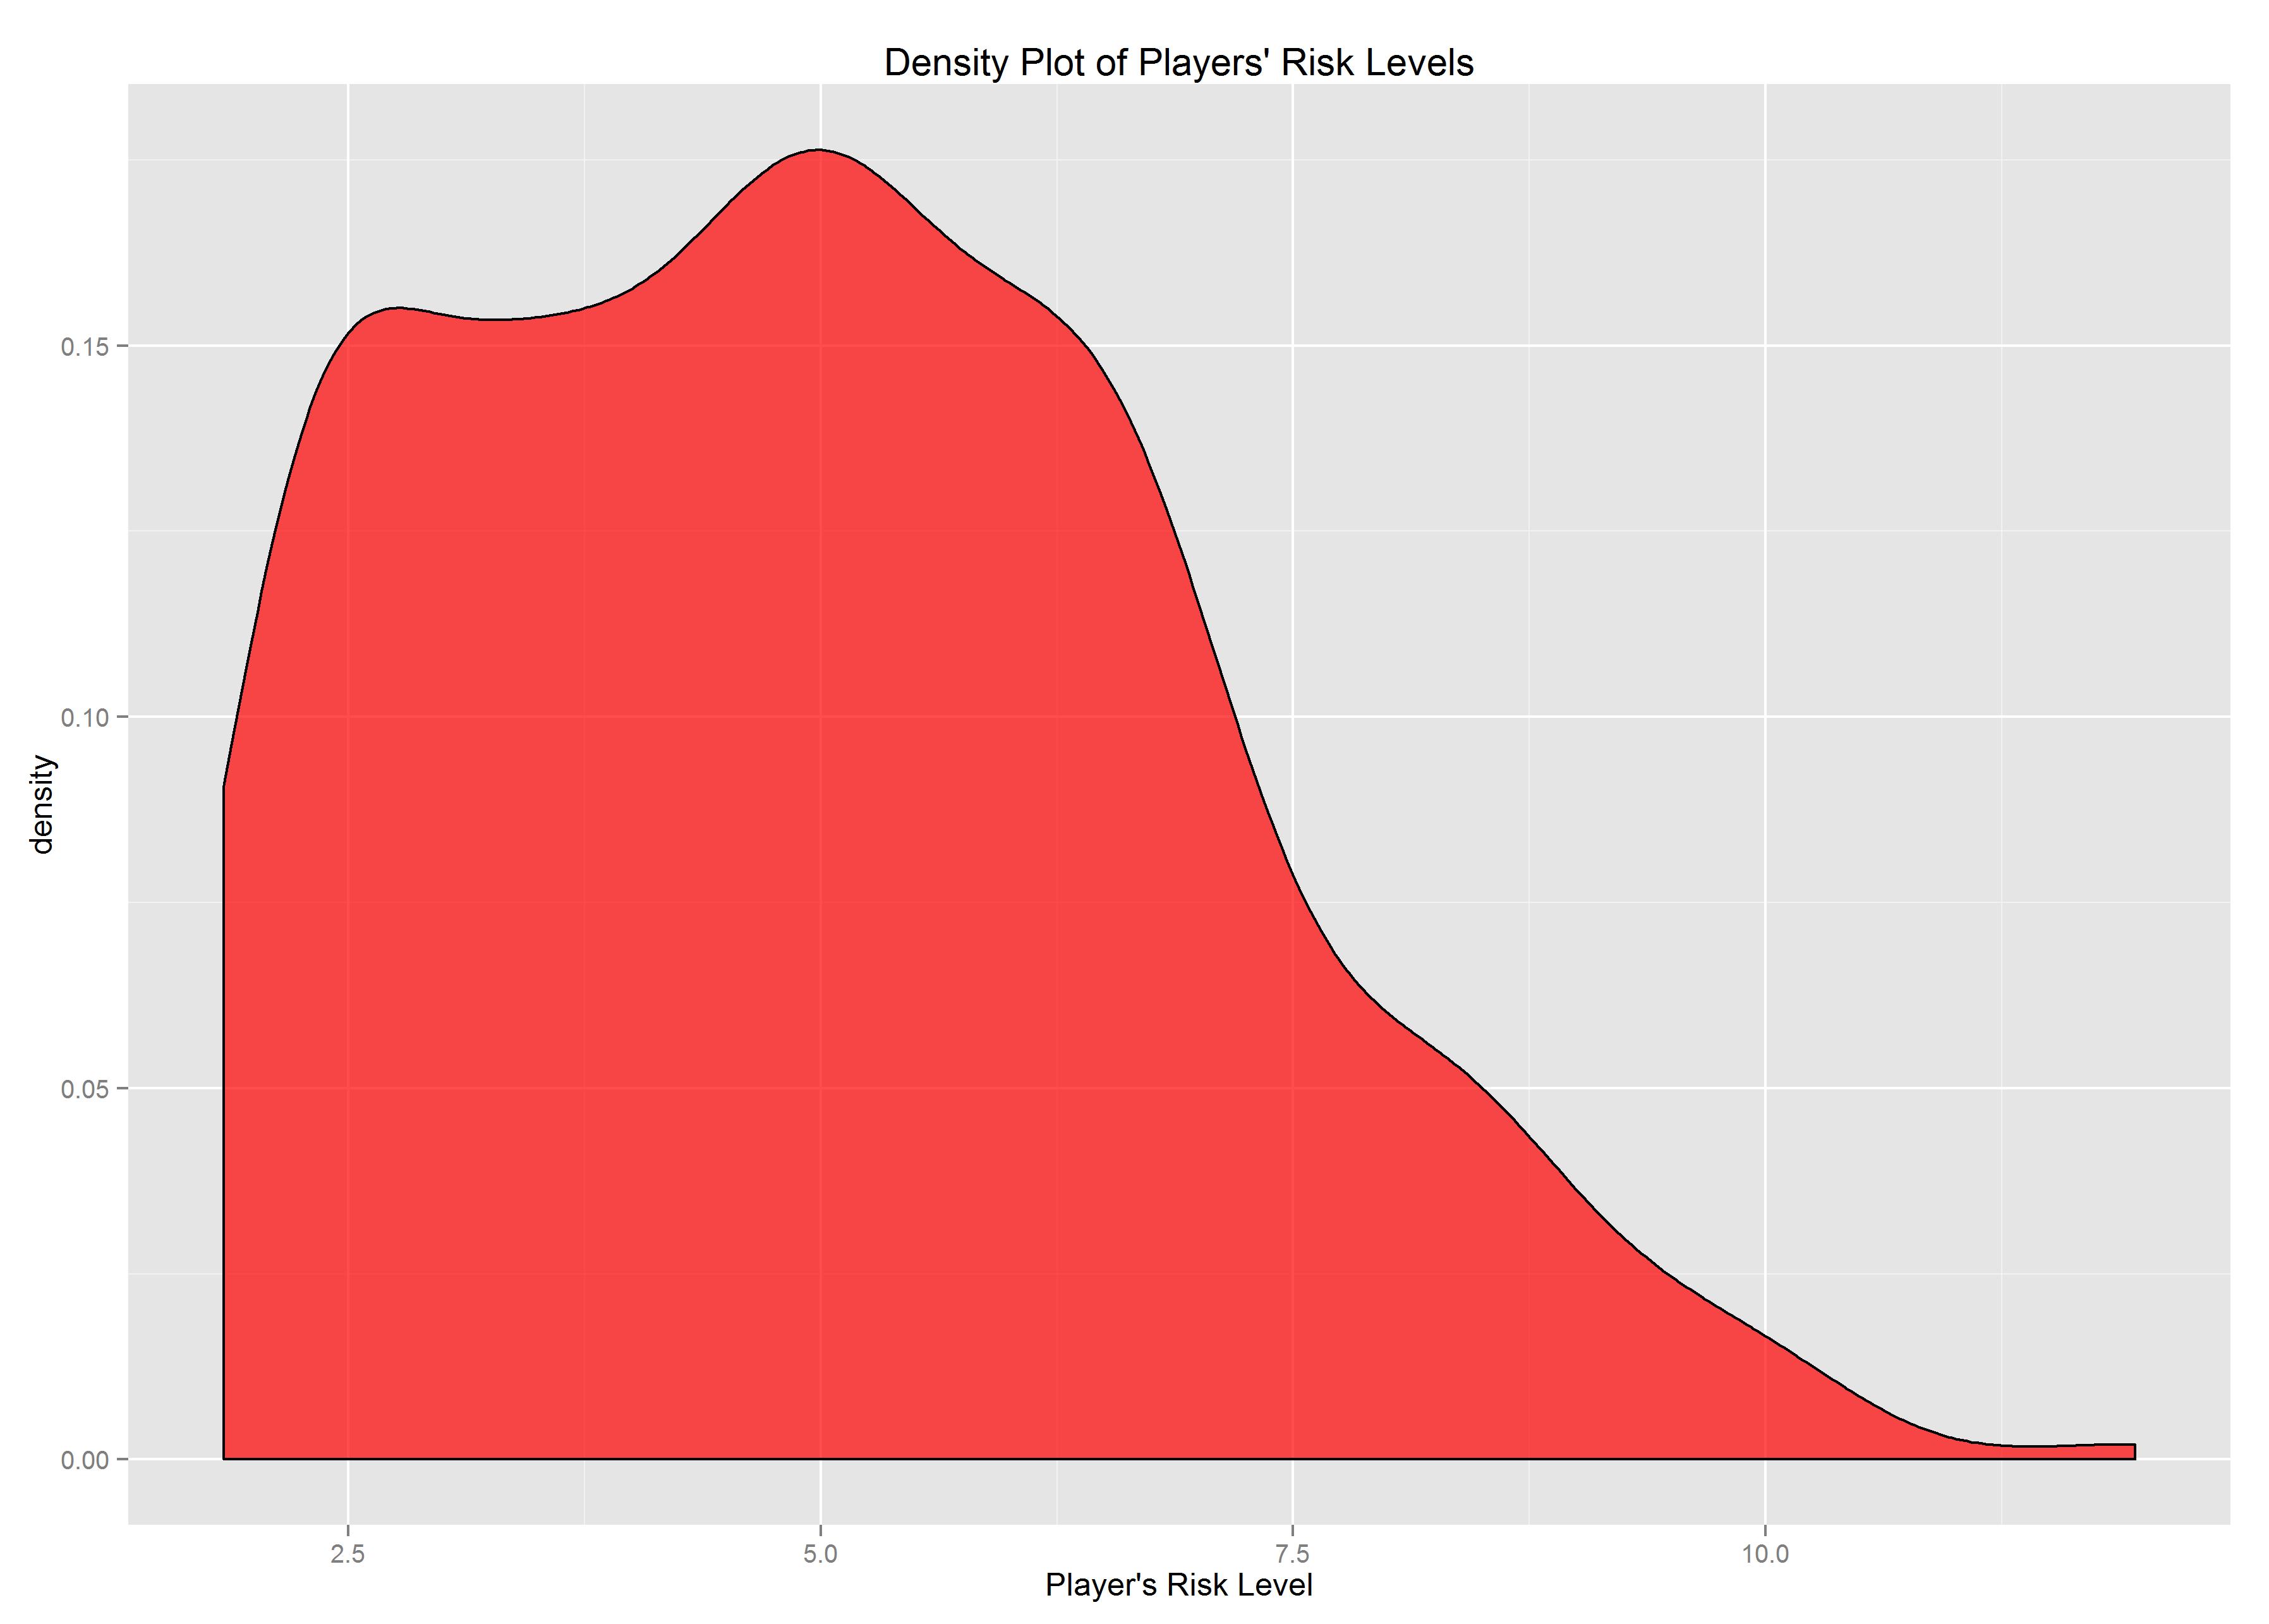 Density Plot of Players' Risk Levels
density
0.15
0.10
0.05
0.00
2.5 5.0 7.5 10.0
Player's Risk Level